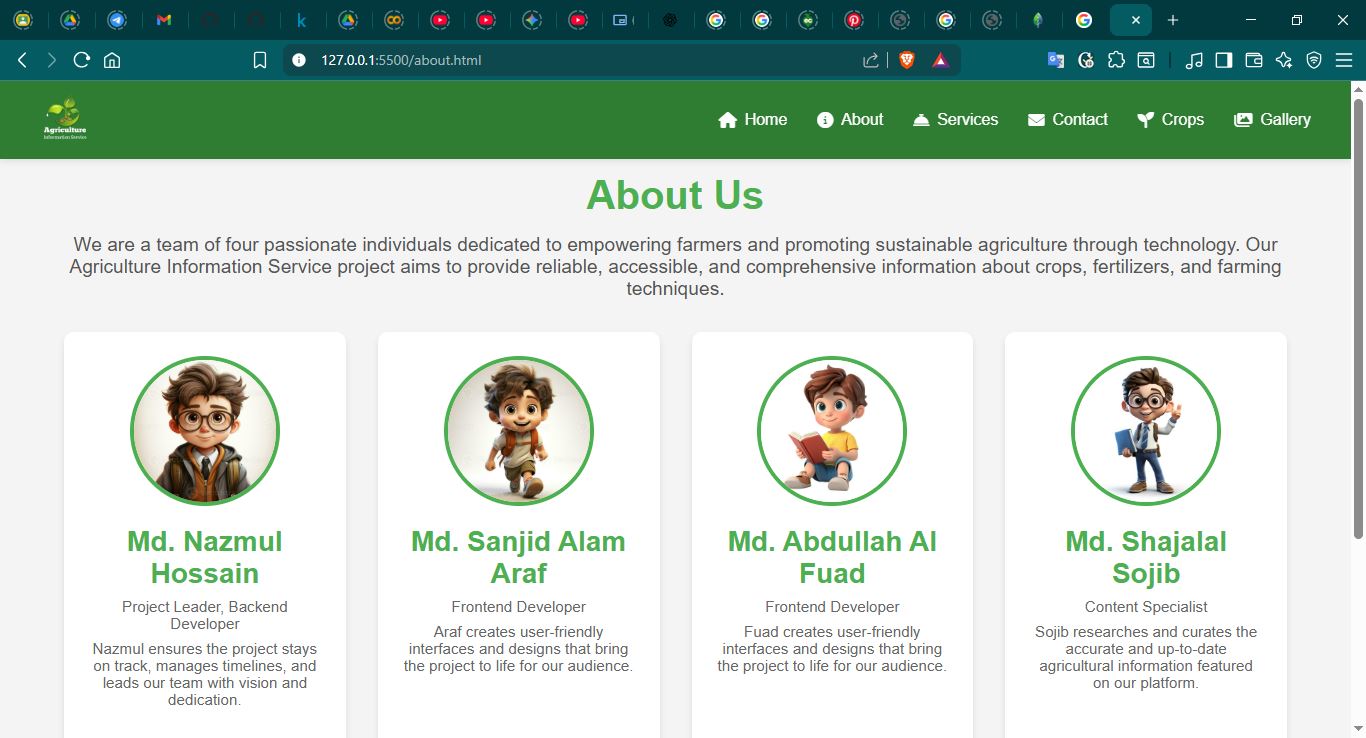 127.0.0.1:5500/about.html
Agriculture
Information Service
Home
About
Services
Contact
Crops
Gallery
About Us
We are a team of four passionate individuals dedicated to empowering farmers and promoting sustainable agriculture through technology. Our
Agriculture Information Service project aims to provide reliable, accessible, and comprehensive information about crops, fertilizers, and farming
techniques.
Md. Nazmul
Hossain
Project Leader, Backend
Developer
Nazmul ensures the project stays
on track, manages timelines, and
leads our team with vision and
dedication.
Md. Sanjid Alam
Araf
Frontend Developer
Araf creates user-friendly
interfaces and designs that bring
the project to life for our audience.
Md. Abdullah Al
Fuad
Frontend Developer
Fuad creates user-friendly
interfaces and designs that bring
the project to life for our audience.
Md. Shajalal
Sojib
Content Specialist
Sojib researches and curates the
accurate and up-to-date
agricultural information featured
on our platform.